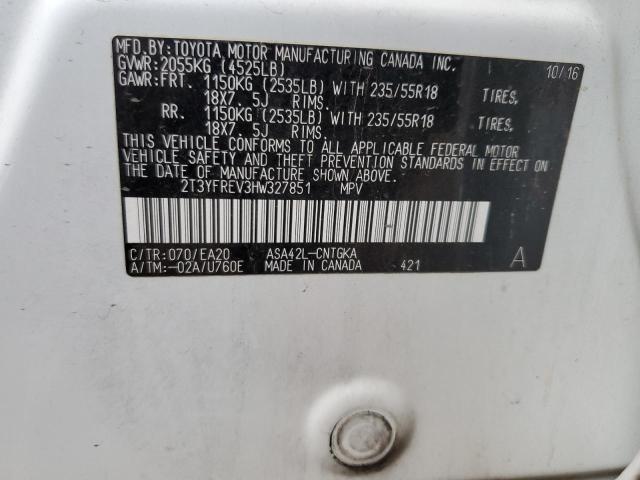 MFD.BY:TOYOTA MOTOR MANUFACTURING CANADA INC. 10/16
GVWR:2055KG (4525LB)
GAWR:FRT. 1150KG (2535LB) WITH 235/55R18 TIRES,
18X7. 5J RIMS.
RR. 1150KG (2535LB) WITH 235/55R18 TIRES,
18X7. 5J RIMS.
THIS VEHICLE CONFORMS TO ALL APPLICABLE FEDERAL MOTOR
VEHICLE SAFETY AND THEFT PREVENTION STANDARDS IN EFFECT ON
THE DATE OF MANUFACTURE SHOWN ABOVE.
2T3YFREV3HW327851 MPV
C/TR:070/EA20 ASA42L-CNTGKA A
A/TM:-02A/U760E MADE IN CANADA 421